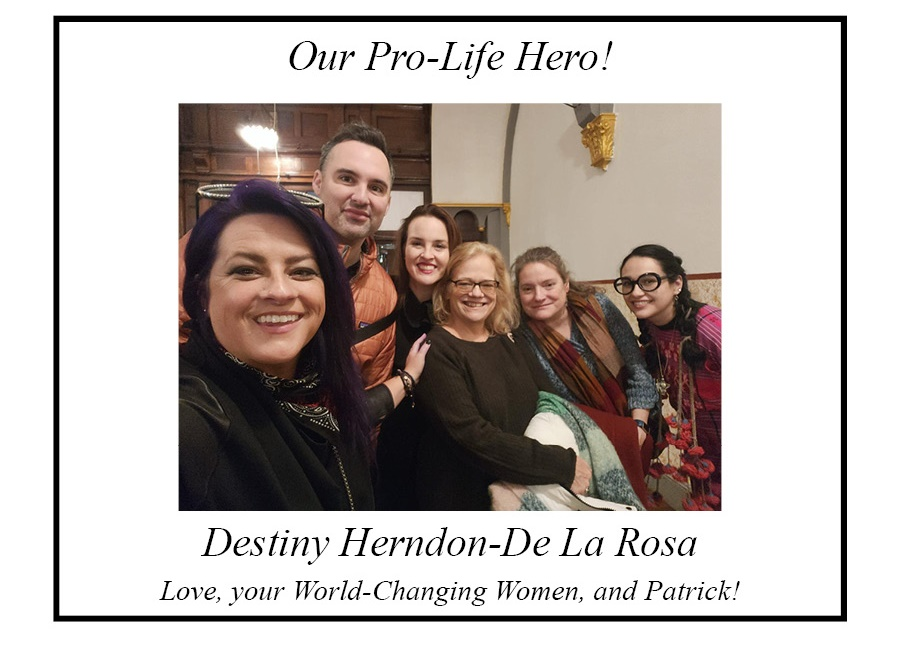 Our Pro-Life Hero!
Destiny Herndon-De La Rosa
Love, your World-Changing Women, and Patrick!